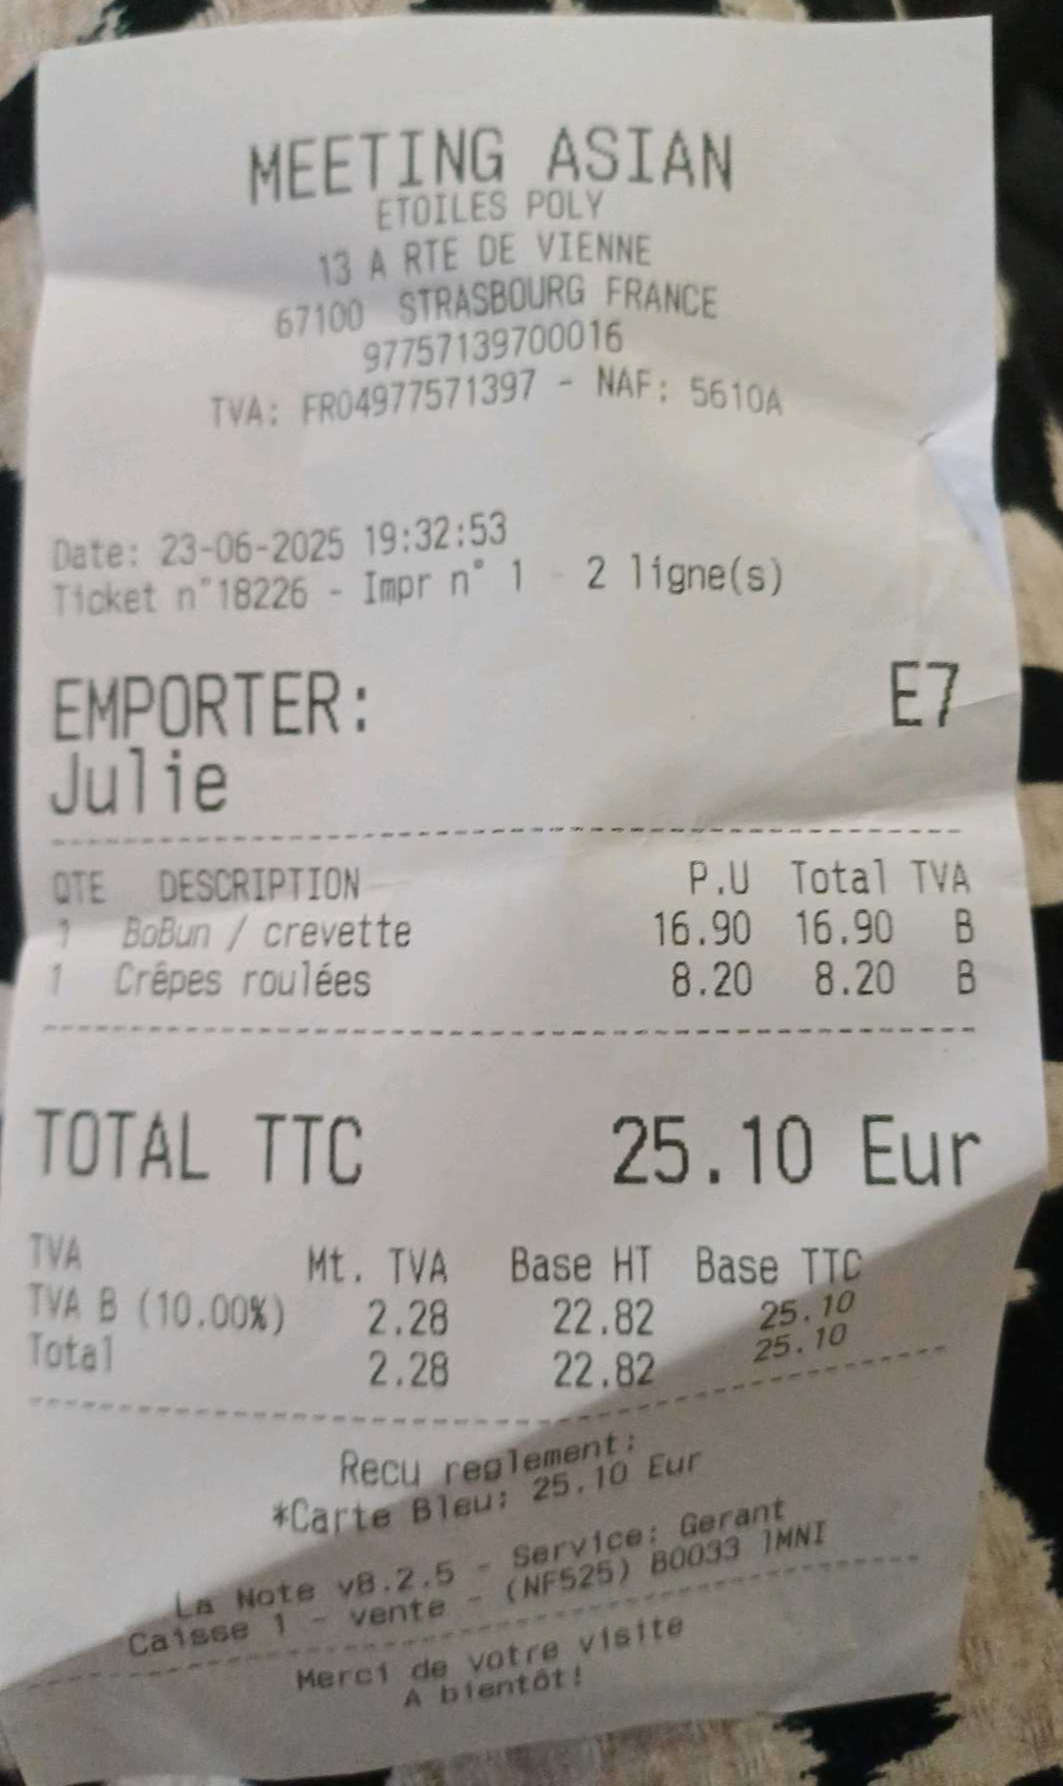 MEETING ASIAN
ETOILES POLY
13 A RTE DE VIENNE
67100 STRASBOURG FRANCE
97757139700016
TVA: FR04977571397 - NAF: 5610A
Date: 23-06-2025 19:32:53
Ticket n°18226 - Impr n° 1 - 2 ligne(s)
EMPORTER: E7
Julie
QTE DESCRIPTION P.U Total TVA
1 BoBun / crevette 16.90 16.90 B
1 Crêpes roulées 8.20 8.20 B
TOTAL TTC 25.10 Eur
TVA Mt. TVA Base HT Base TTC
TVA B (10.00%) 2.28 22.82 25.10
Total 2.28 22.82 25.10
Recu reglement:
*Carte Bleu: 25.10 Eur
La Note v8.2.5 - Service: Gerant
Caisse 1 - vente - (NF525) B0033 1MNI
Merci de votre visite
A bientôt!